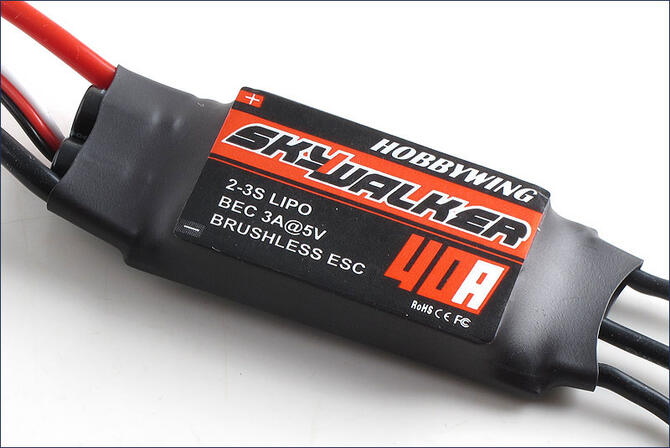 +
HOBBYWING
SKYWALKER
2-3S LIPO
BEC 3A@5V
BRUSHLESS ESC
—
40A
RoHS CE FC